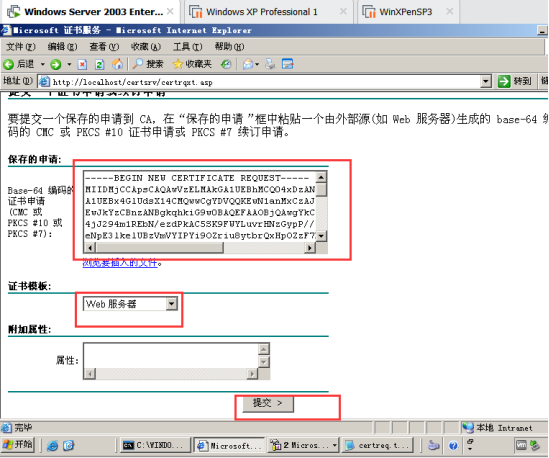 Windows Server 2003 Enter...
Windows XP Professional 1
WinXPenSP3
Microsoft 证书服务 - Microsoft Internet Explorer
文件(F) 编辑(E) 查看(V) 收藏(A) 工具(T) 帮助(H)
后退 搜索 收藏夹
地址(D) http://localhost/certsrv/certrqxt.asp 转到
提交一个证书申请或续订申请
要提交一个保存的申请到 CA, 在“保存的申请”框中粘贴一个由外部源(如 Web 服务器)生成的 base-64 编
码的 CMC 或 PKCS #10 证书申请或 PKCS #7 续订申请。
保存的申请:
Base-64 编码的
证书申请
(CMC 或
PKCS #10 或
PKCS #7):
-----BEGIN NEW CERTIFICATE REQUEST-----
浏览要插入的文件。
证书模板:
Web 服务器
附加属性:
属性:
提交 >
完毕 本地 Intranet
开始 C:\WINDO... Microsoft... 2 Micros... certreq.t...